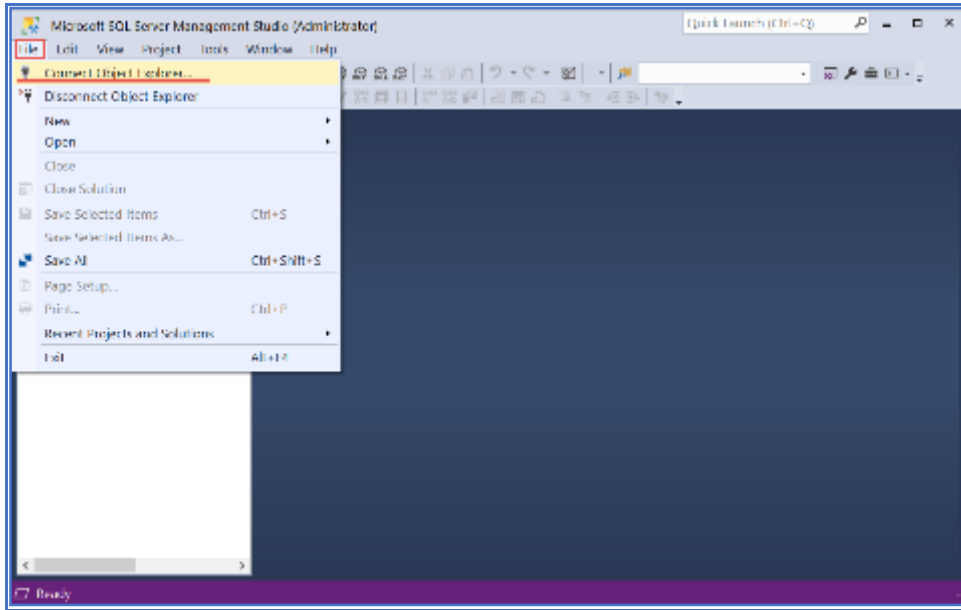 Microsoft SQL Server Management Studio (Administrator)
Quick Launch (Ctrl+Q)
File Edit View Project Tools Window Help
Connect Object Explorer...
Disconnect Object Explorer
New
Open
Close
Close Solution
Save Selected Items Ctrl+S
Save Selected Items As...
Save All Ctrl+Shift+S
Page Setup...
Print... Ctrl+P
Recent Projects and Solutions
Exit Alt+F4
Ready